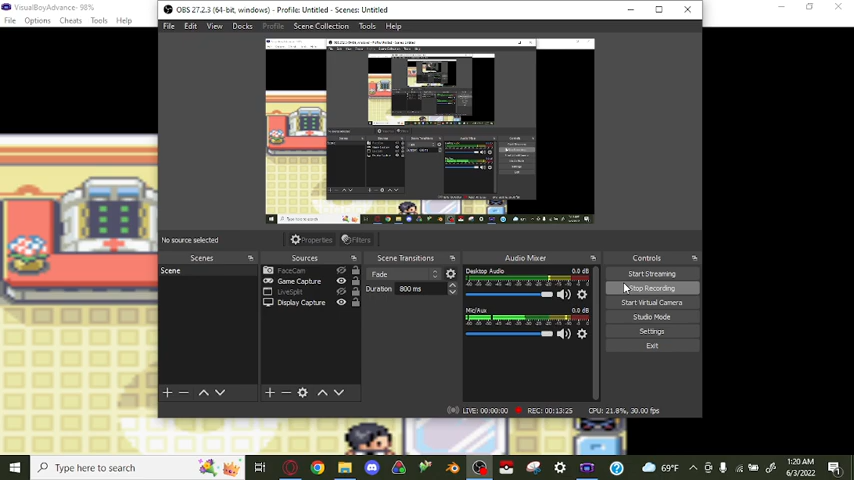 VisualBoyAdvance- 98%
File Options Cheats Tools Help
OBS 27.2.3 (64-bit, windows) - Profile: Untitled - Scenes: Untitled
File Edit View Docks Profile Scene Collection Tools Help
No source selected
Properties
Filters
Scenes
Scene
Sources
FaceCam
Game Capture
LiveSplit
Display Capture
Scene Transitions
Fade
Duration 800 ms
Audio Mixer
Desktop Audio 0.0 dB
Mic/Aux 0.0 dB
Controls
Start Streaming
Stop Recording
Start Virtual Camera
Studio Mode
Settings
Exit
LIVE: 00:00:00 REC: 00:13:25 CPU: 21.8%, 30.00 fps
Type here to search
69°F
1:20 AM
6/3/2022